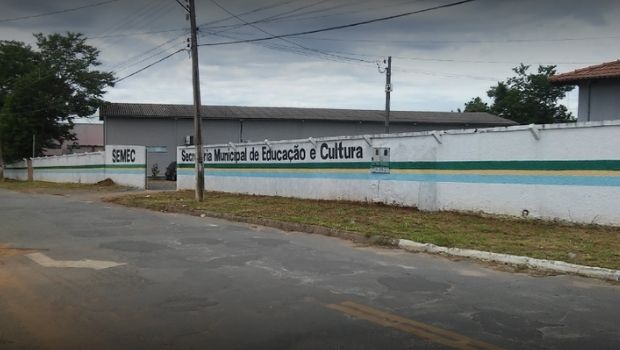 SEMEC
Secretaria Municipal de Educação e Cultura